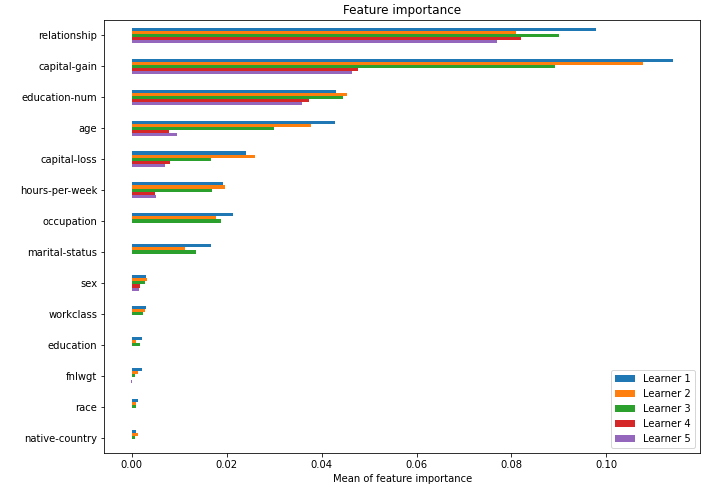 Feature importance
relationship
capital-gain
education-num
age
capital-loss
hours-per-week
occupation
marital-status
sex
workclass
education
fnlwgt
race
native-country
Learner 1
Learner 2
Learner 3
Learner 4
Learner 5
0.00 0.02 0.04 0.06 0.08 0.10
Mean of feature importance